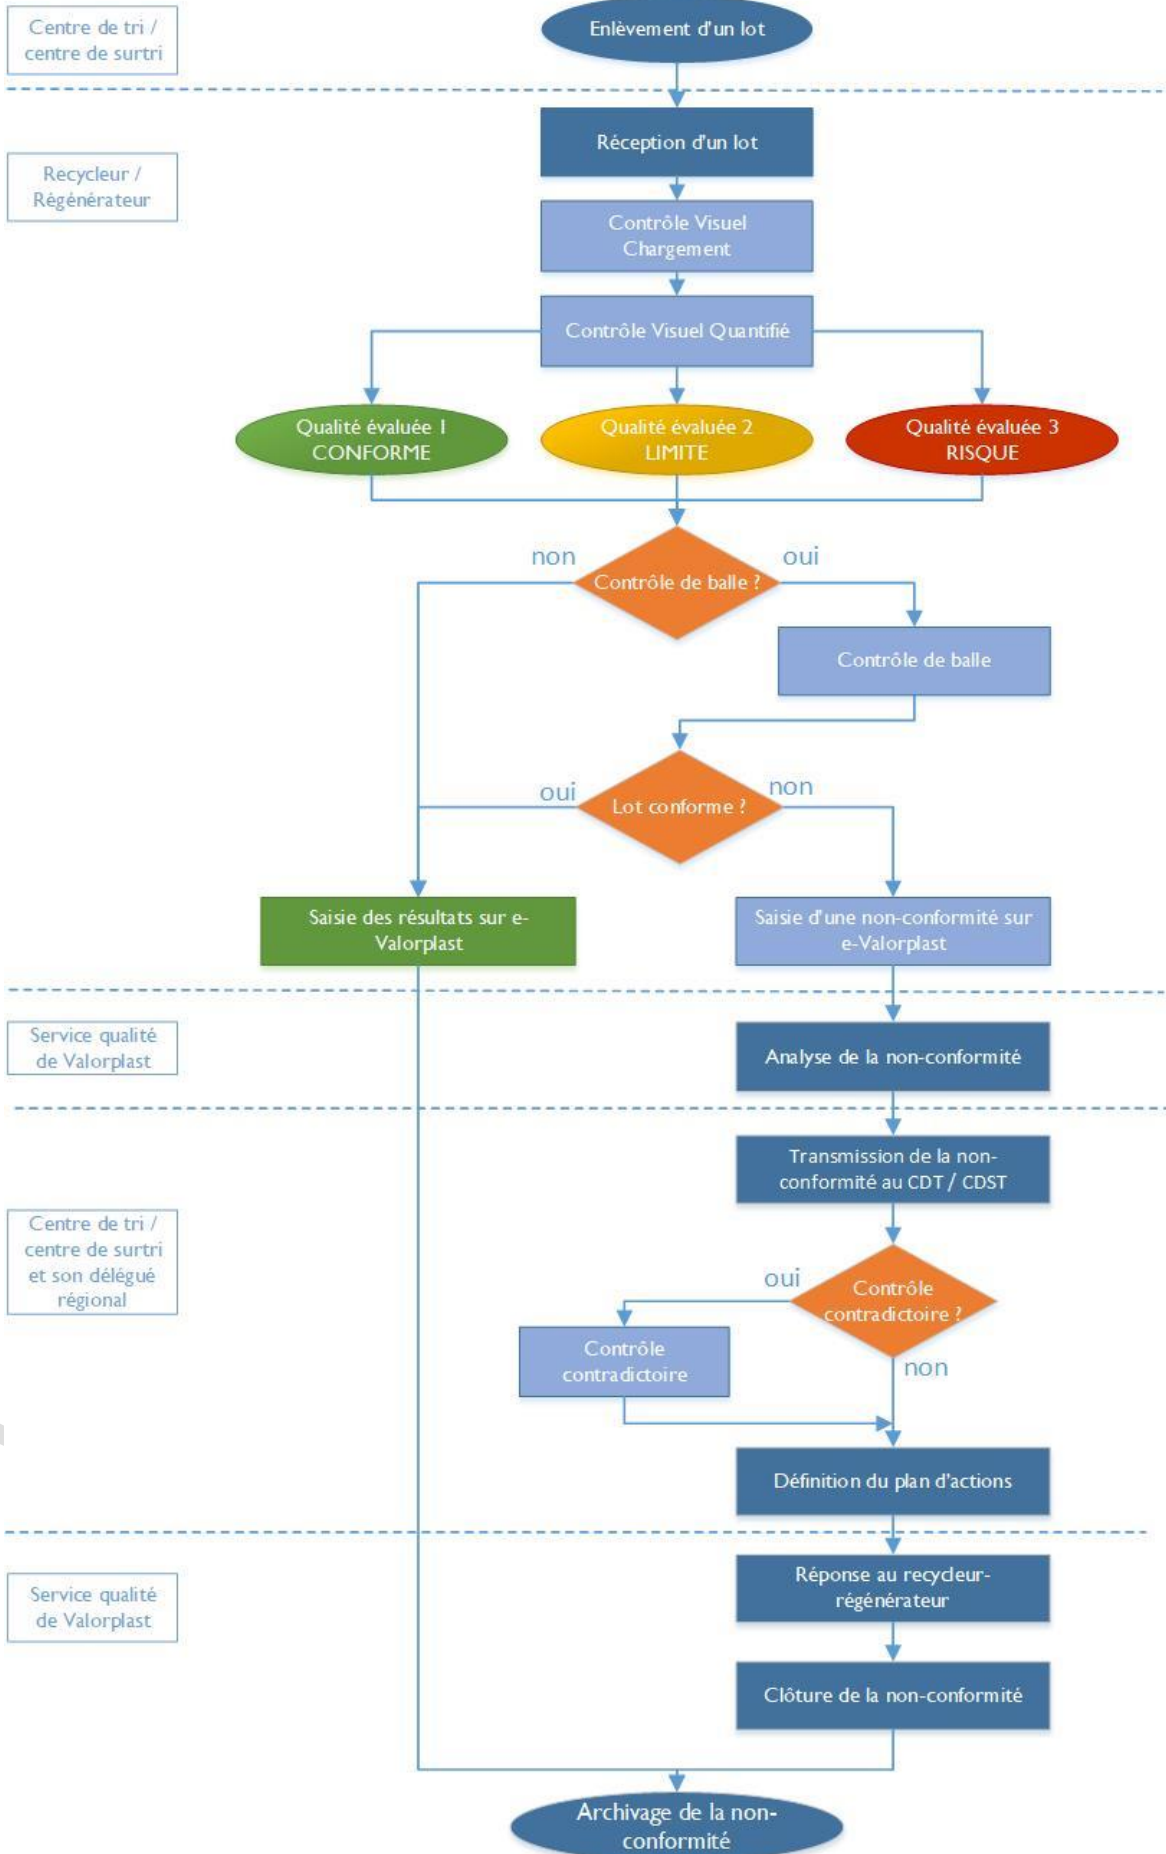 Centre de tri /
centre de surtri
Enlèvement d'un lot
Réception d'un lot
Recycleur /
Régénérateur
Contrôle Visuel
Chargement
Contrôle Visuel Quantifié
Qualité évaluée 1
CONFORME
Qualité évaluée 2
LIMITE
Qualité évaluée 3
RISQUE
non
oui
Contrôle de balle ?
Contrôle de balle
oui
non
Lot conforme ?
Saisie des résultats sur e-
Valorplast
Saisie d'une non-conformité sur
e-Valorplast
Service qualité
de Valorplast
Analyse de la non-conformité
Transmission de la non-
conformité au CDT / CDST
Centre de tri /
centre de surtri
et son délégué
régional
oui
Contrôle
contradictoire ?
Contrôle
contradictoire
non
Définition du plan d'actions
Service qualité
de Valorplast
Réponse au recycleur-
régénérateur
Clôture de la non-conformité
Archivage de la non-
conformité